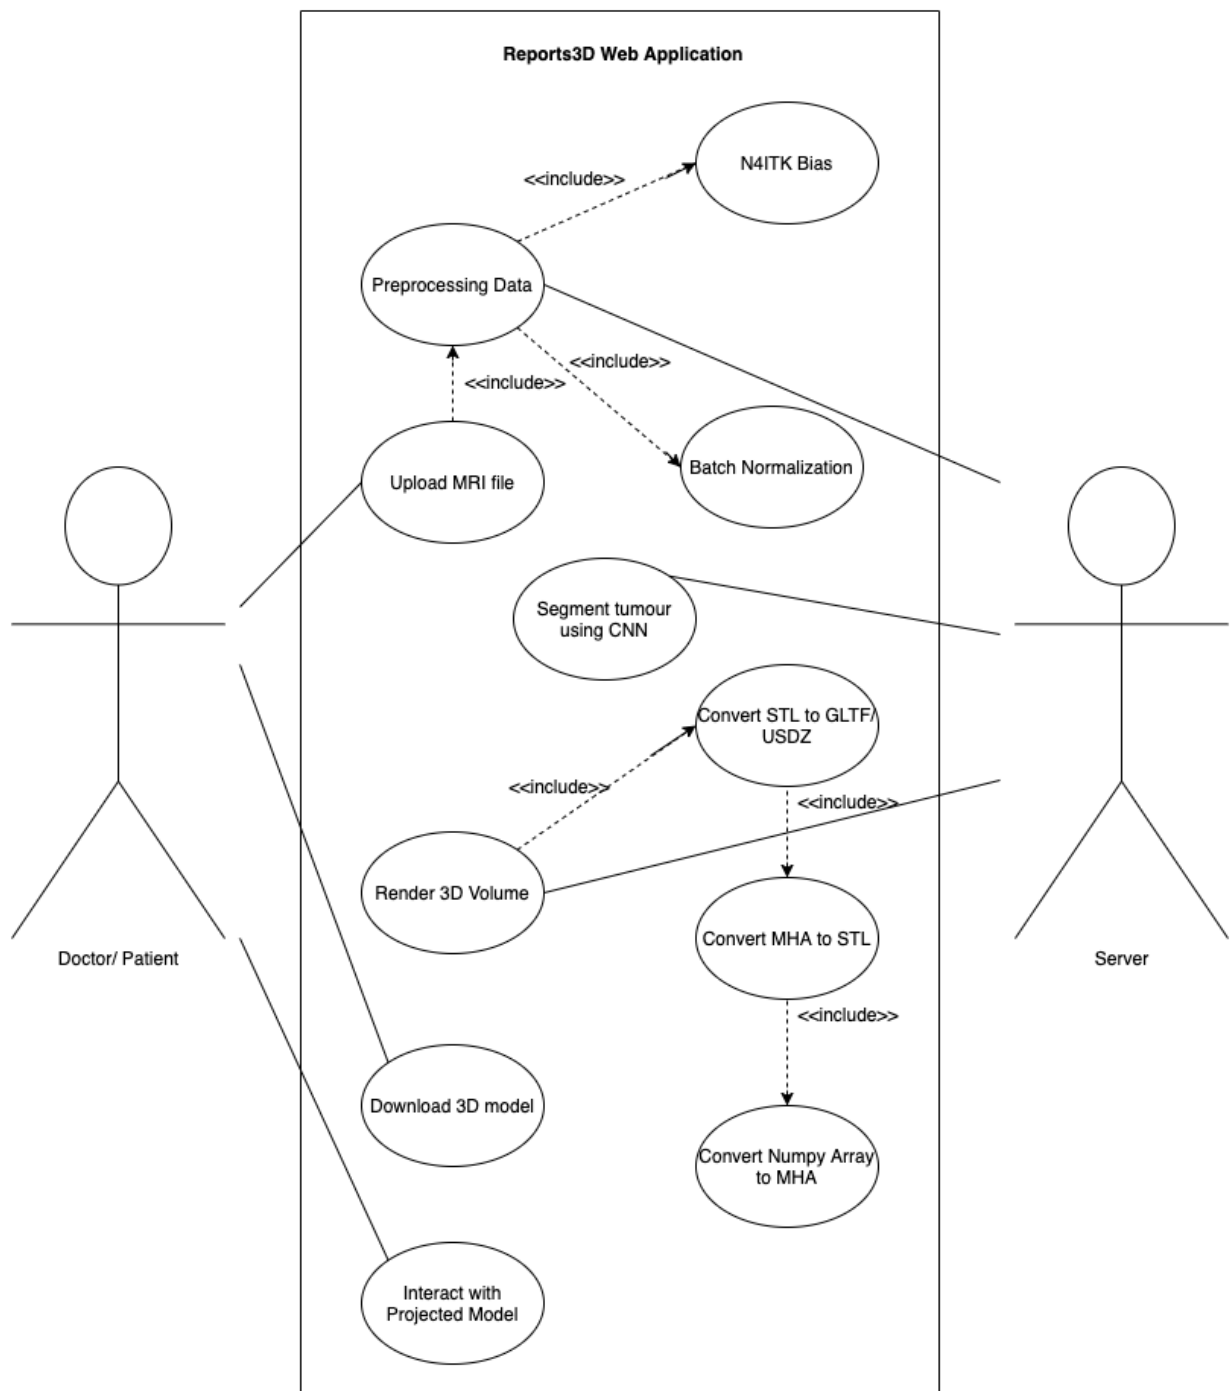 Reports3D Web Application
N4ITK Bias
<<include>>
Preprocessing Data
<<include>>
<<include>>
Batch Normalization
Upload MRI file
Segment tumour
using CNN
Convert STL to GLTF/
USDZ
<<include>>
<<include>>
Render 3D Volume
Convert MHA to STL
Doctor/ Patient
Server
<<include>>
Download 3D model
Convert Numpy Array
to MHA
Interact with
Projected Model